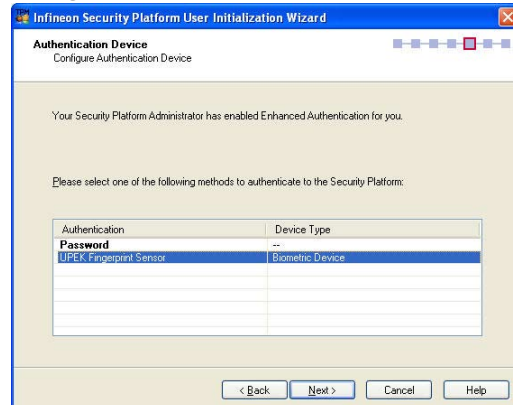 TPM Infineon Security Platform User Initialization Wizard
Authentication Device
Configure Authentication Device
Your Security Platform Administrator has enabled Enhanced Authentication for you.
Please select one of the following methods to authenticate to the Security Platform:
Authentication Device Type
Password --
UPEK Fingerprint Sensor Biometric Device
< Back Next > Cancel Help